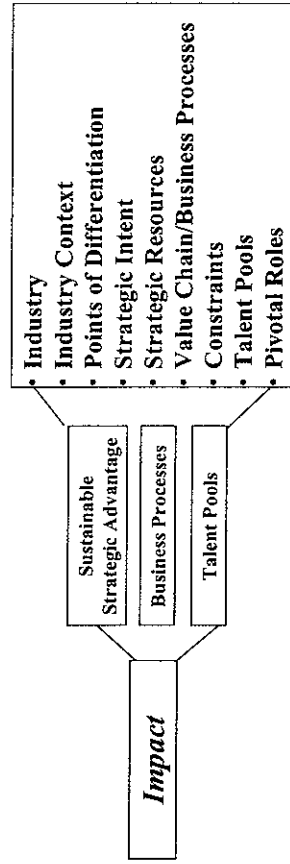 Impact
Sustainable
Strategic Advantage
Business Processes
Talent Pools
• Industry
• Industry Context
• Points of Differentiation
• Strategic Intent
• Strategic Resources
• Value Chain/Business Processes
• Constraints
• Talent Pools
• Pivotal Roles